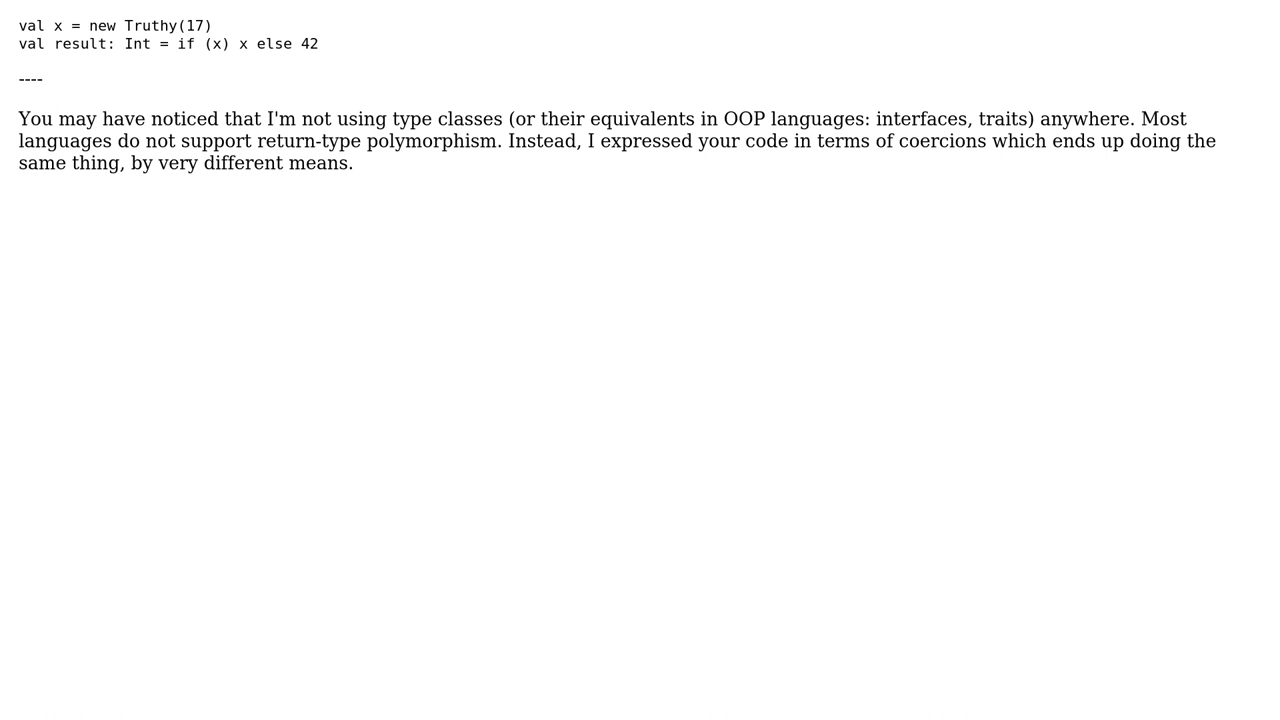 val x = new Truthy(17)
val result: Int = if (x) x else 42
----
You may have noticed that I'm not using type classes (or their equivalents in OOP languages: interfaces, traits) anywhere. Most
languages do not support return-type polymorphism. Instead, I expressed your code in terms of coercions which ends up doing the
same thing, by very different means.